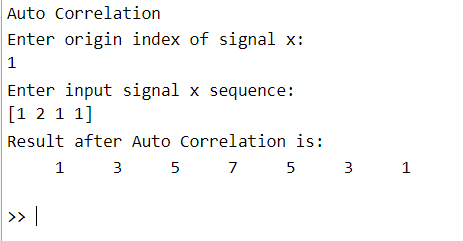 Auto Correlation
Enter origin index of signal x:
1
Enter input signal x sequence:
[1 2 1 1]
Result after Auto Correlation is:
1 3 5 7 5 3 1
>>